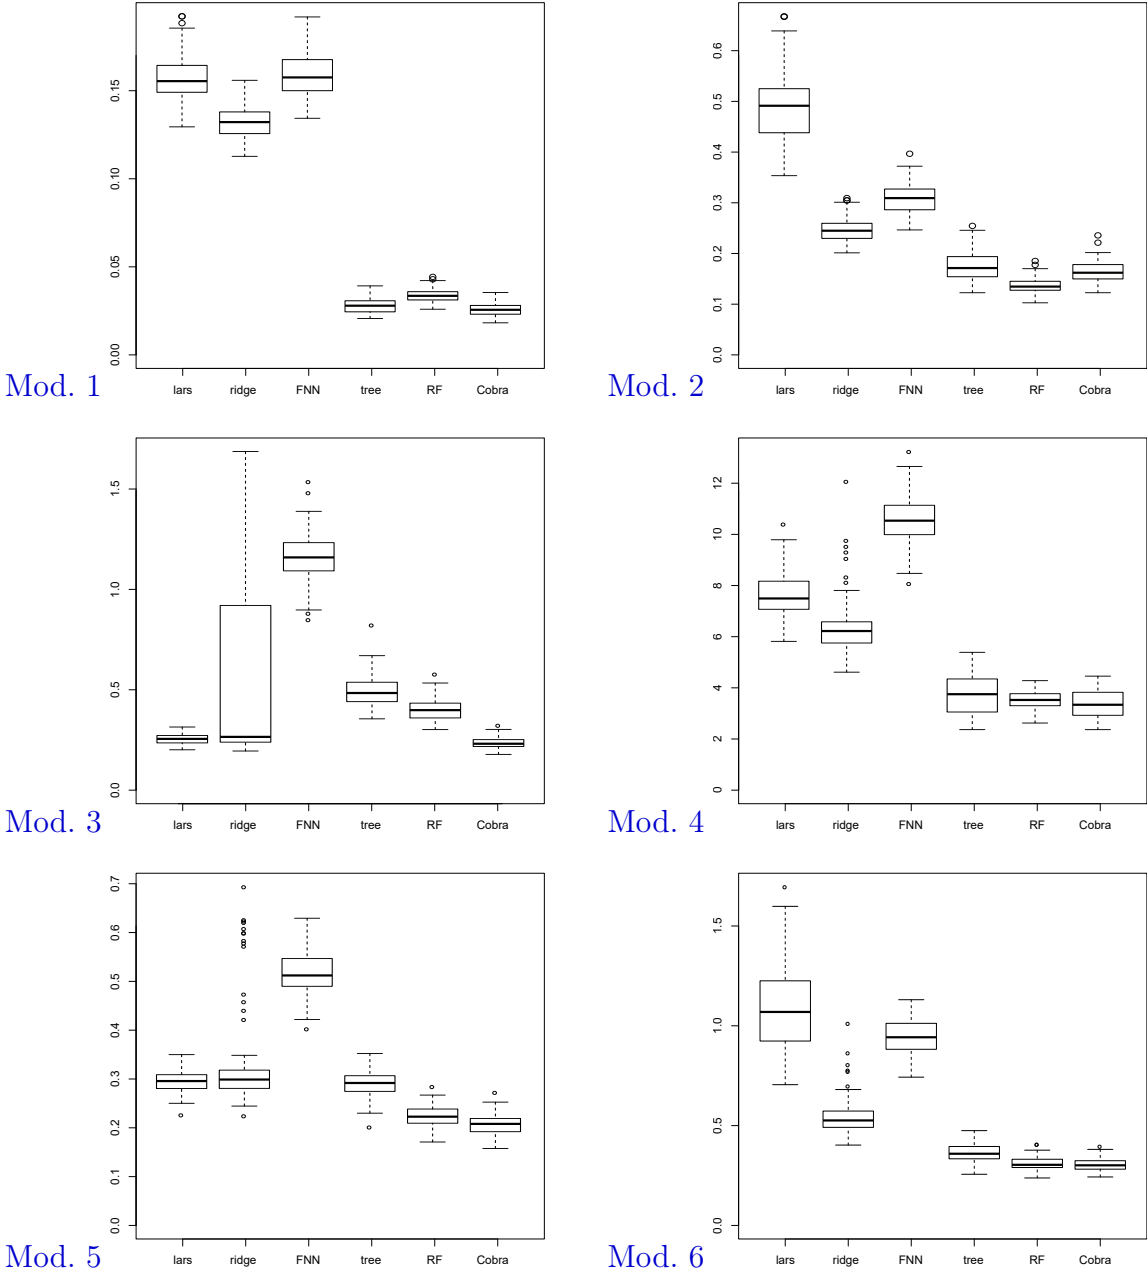 0.00 0.05 0.10 0.15
lars ridge FNN tree RF Cobra
Mod. 1
0.0 0.1 0.2 0.3 0.4 0.5 0.6
lars ridge FNN tree RF Cobra
Mod. 2
0.0 0.5 1.0 1.5
lars ridge FNN tree RF Cobra
Mod. 3
0 2 4 6 8 10 12
lars ridge FNN tree RF Cobra
Mod. 4
0.0 0.1 0.2 0.3 0.4 0.5 0.6 0.7
lars ridge FNN tree RF Cobra
Mod. 5
0.0 0.5 1.0 1.5
lars ridge FNN tree RF Cobra
Mod. 6